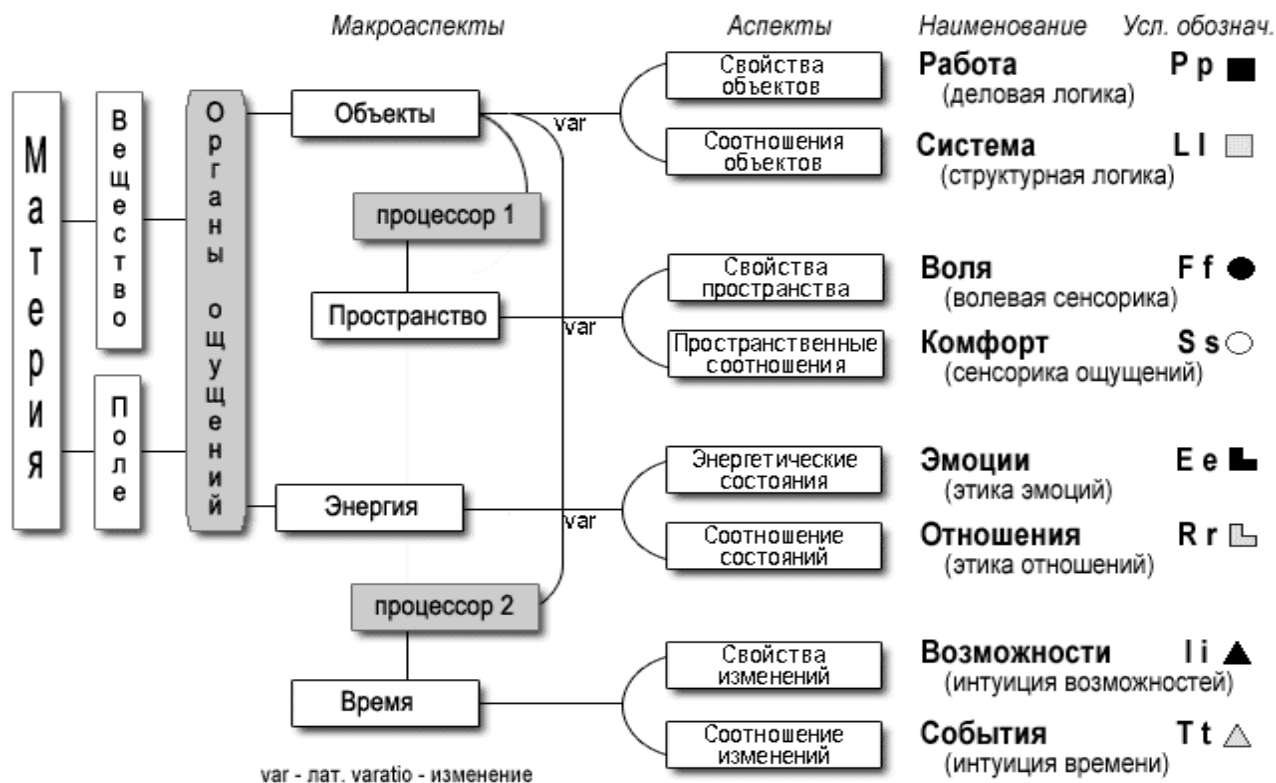 Макроаспекты Аспекты Наименование Усл. обознач.
Материя
Вещество
Поле
Органы ощущений
Объекты
процессор 1
Пространство
Энергия
процессор 2
Время
var
var
var
Свойства
объектов
Работа P p
(деловая логика)
Соотношения
объектов
Система L l
(структурная логика)
Свойства
пространства
Воля F f
(волевая сенсорика)
Пространственные
соотношения
Комфорт S s
(сенсорика ощущений)
Энергетические
состояния
Эмоции E e
(этика эмоций)
Соотношение
состояний
Отношения R r
(этика отношений)
Свойства
изменений
Возможности I i
(интуиция возможностей)
Соотношение
изменений
События T t
(интуиция времени)
var - лат. varatio - изменение